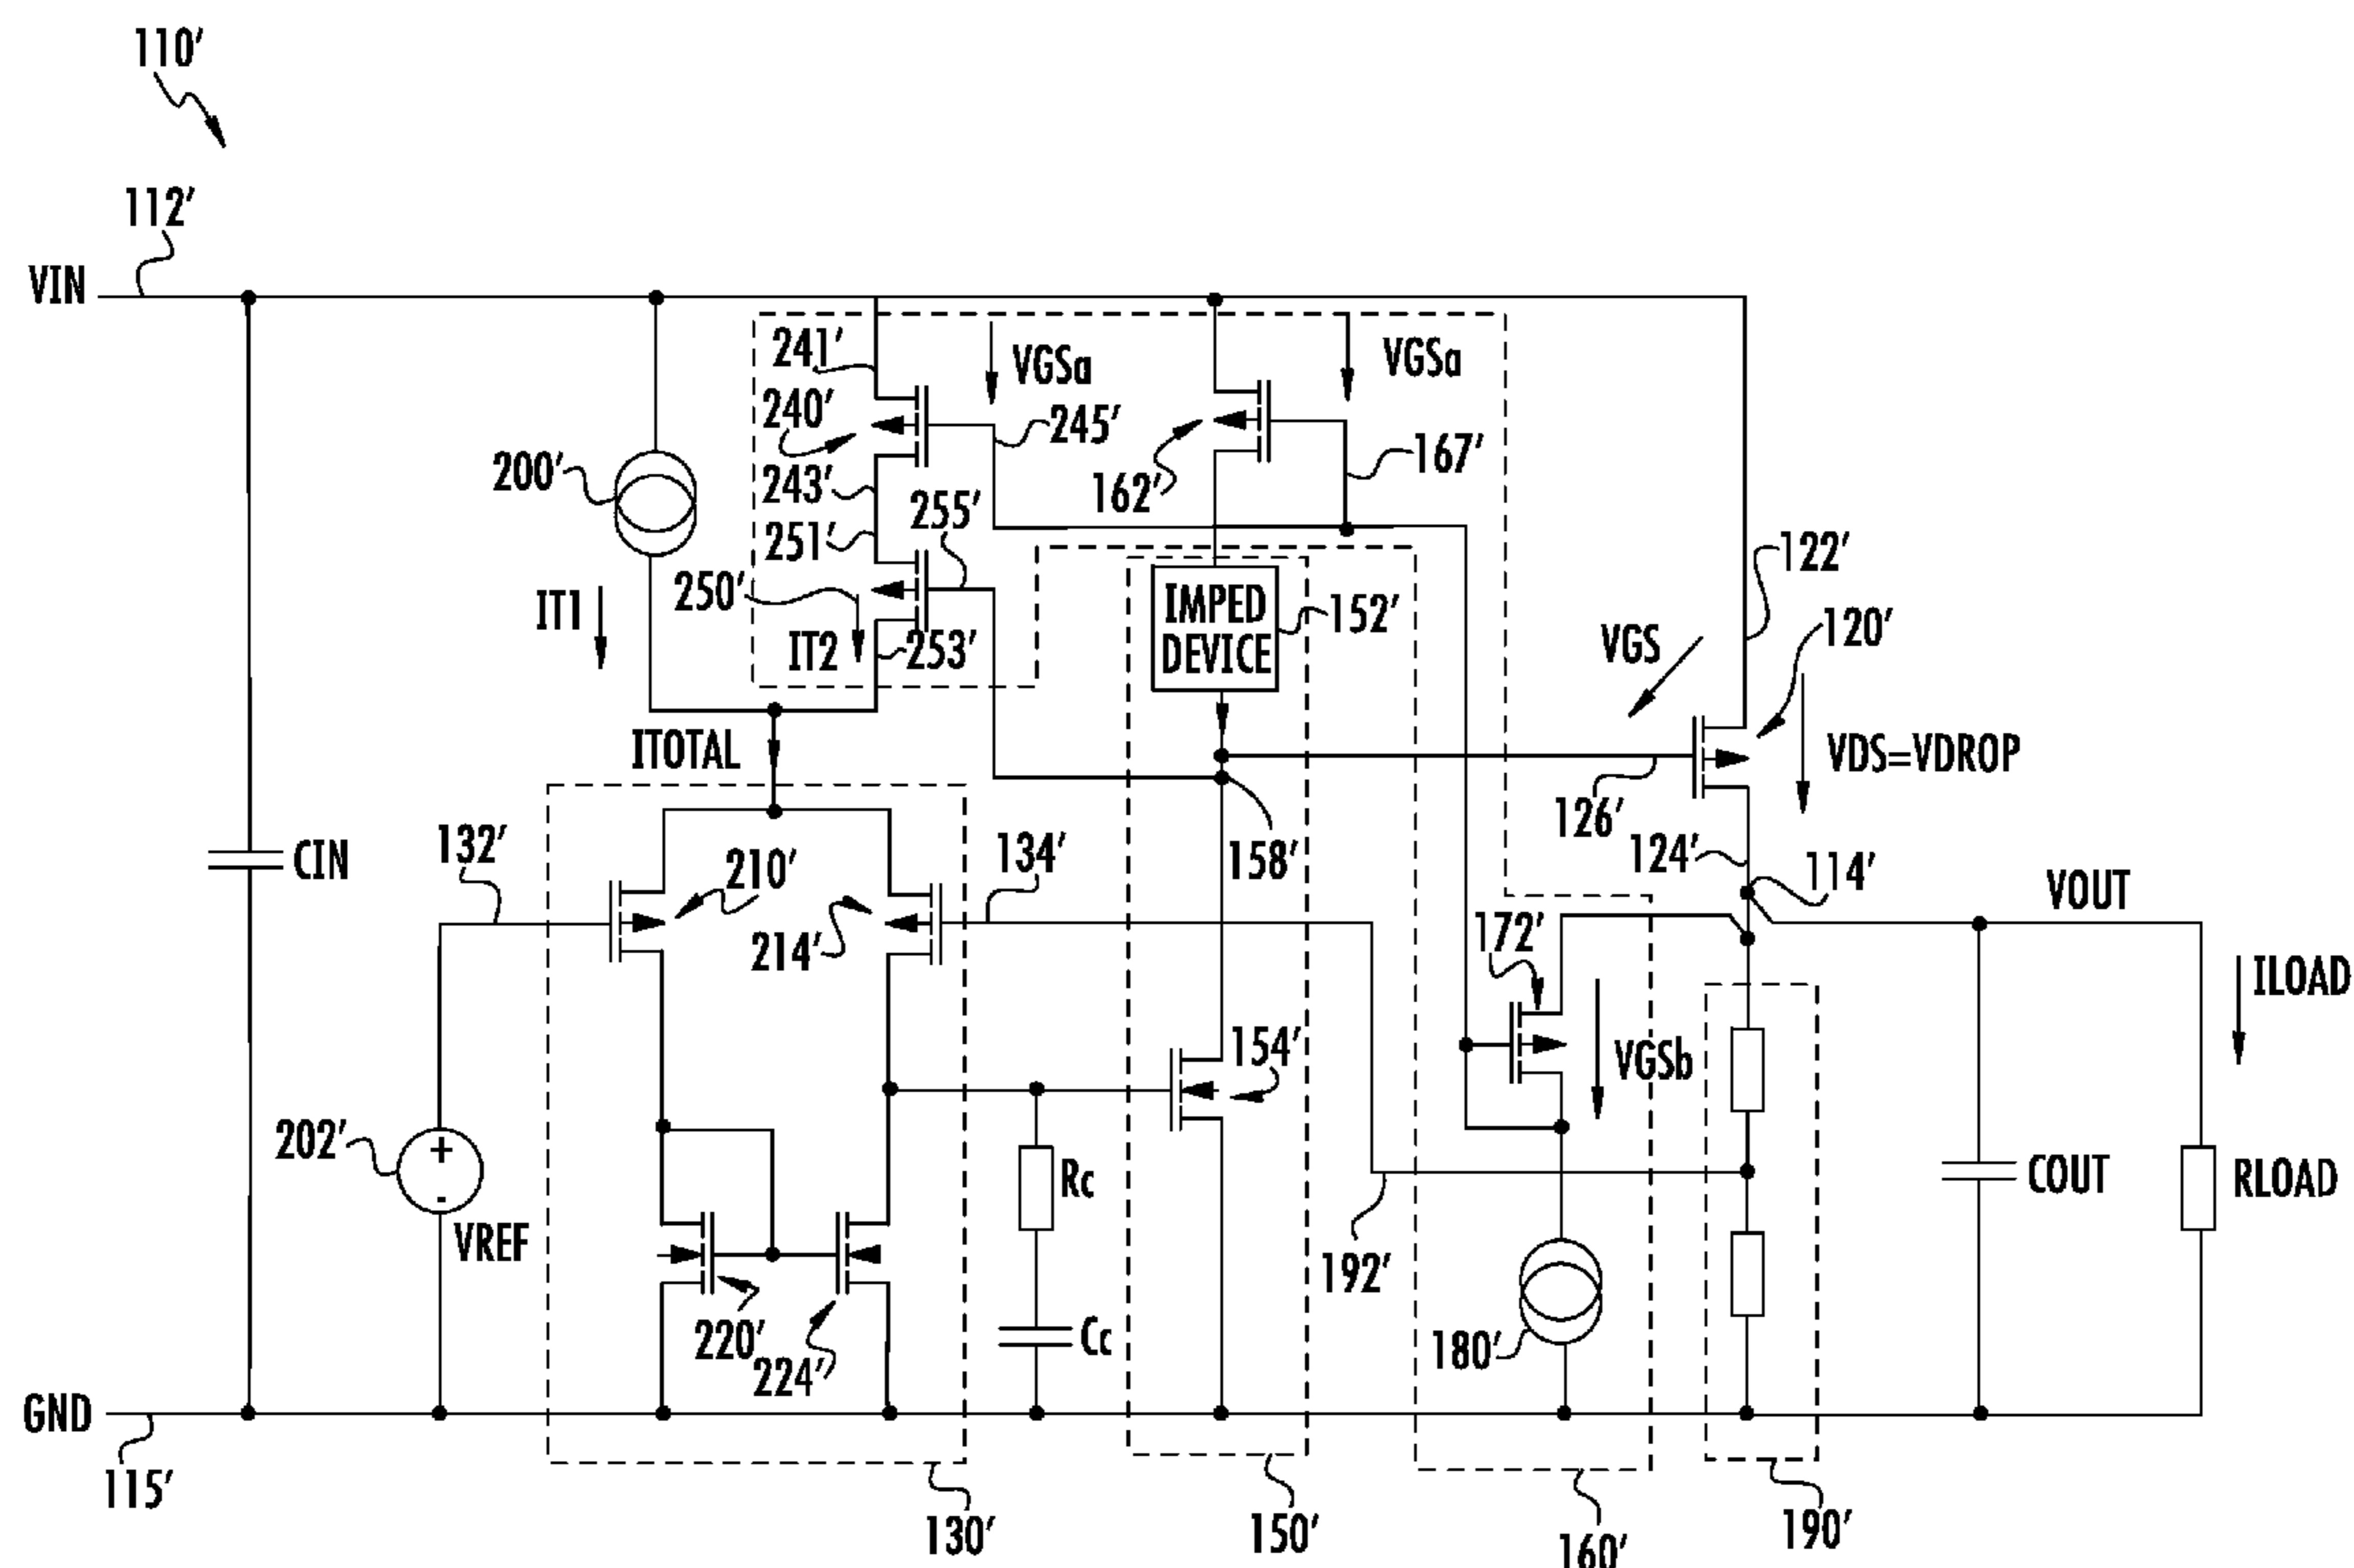 110′
112′
VIN
241′
VGSa
VGSa
240′
245′
200′
243′
162′
167′
255′
251′
122′
250′
IT1
IMPED
DEVICE
152′
120′
VGS
IT2
253′
ITOTAL
VDS=VDROP
126′
132′
134′
158′
CIN
210′
124′
114′
VOUT
214′
172′
ILOAD
154′
VGSb
202′
+
-
Rc
COUT
RLOAD
VREF
192′
220′
224′
Cc
180′
GND
115′
130′
150′
160′
190′